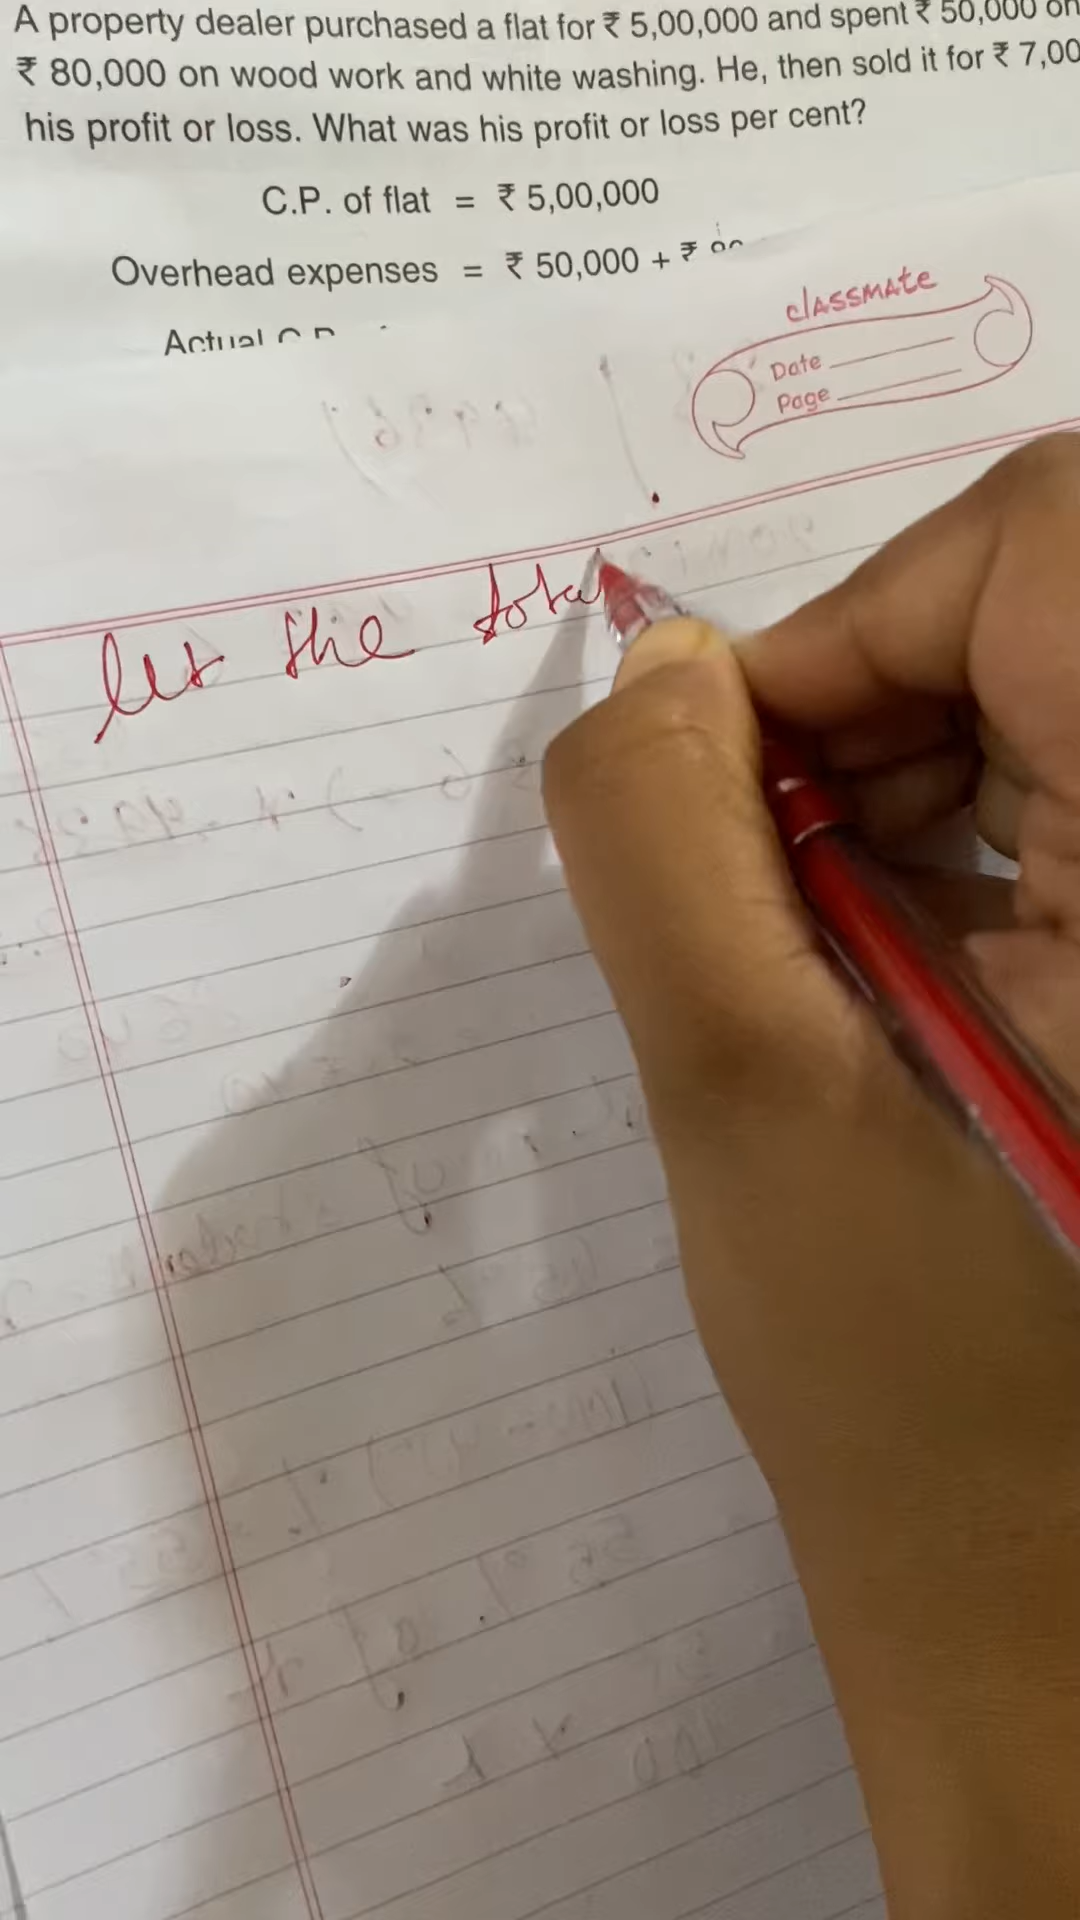 A property dealer purchased a flat for ₹ 5,00,000 and spent ₹ 50,000 on
₹ 80,000 on wood work and white washing. He, then sold it for ₹ 7,00
his profit or loss. What was his profit or loss per cent?
C.P. of flat = ₹ 5,00,000
Overhead expenses = ₹ 50,000 + ₹
Actual C.P.
classmate
Date
Page
let the total